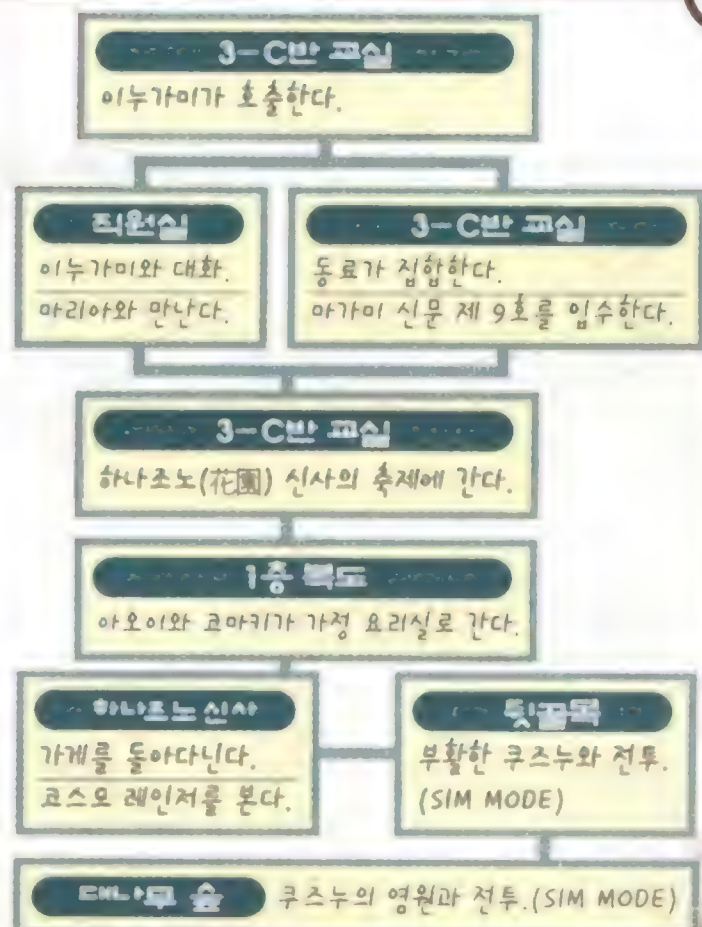 3-C반 교실
이누가미가 호출한다.
직원실
이누가미와 대화.
마리아와 만난다.
3-C반 교실
동료가 집합한다.
마가미 신문 제 9호를 입수한다.
3-C반 교실
하나조노(花園) 신사의 축제에 간다.
1층 복도
아오이와 코마키가 가정 요리실로 간다.
하나조노 신사
가게를 돌아다닌다.
코스모 레인저를 본다.
뒷골목
부활한 쿠즈누와 전투.
(SIM MODE)
대나무 숲
쿠즈누의 영원과 전투.(SIM MODE)